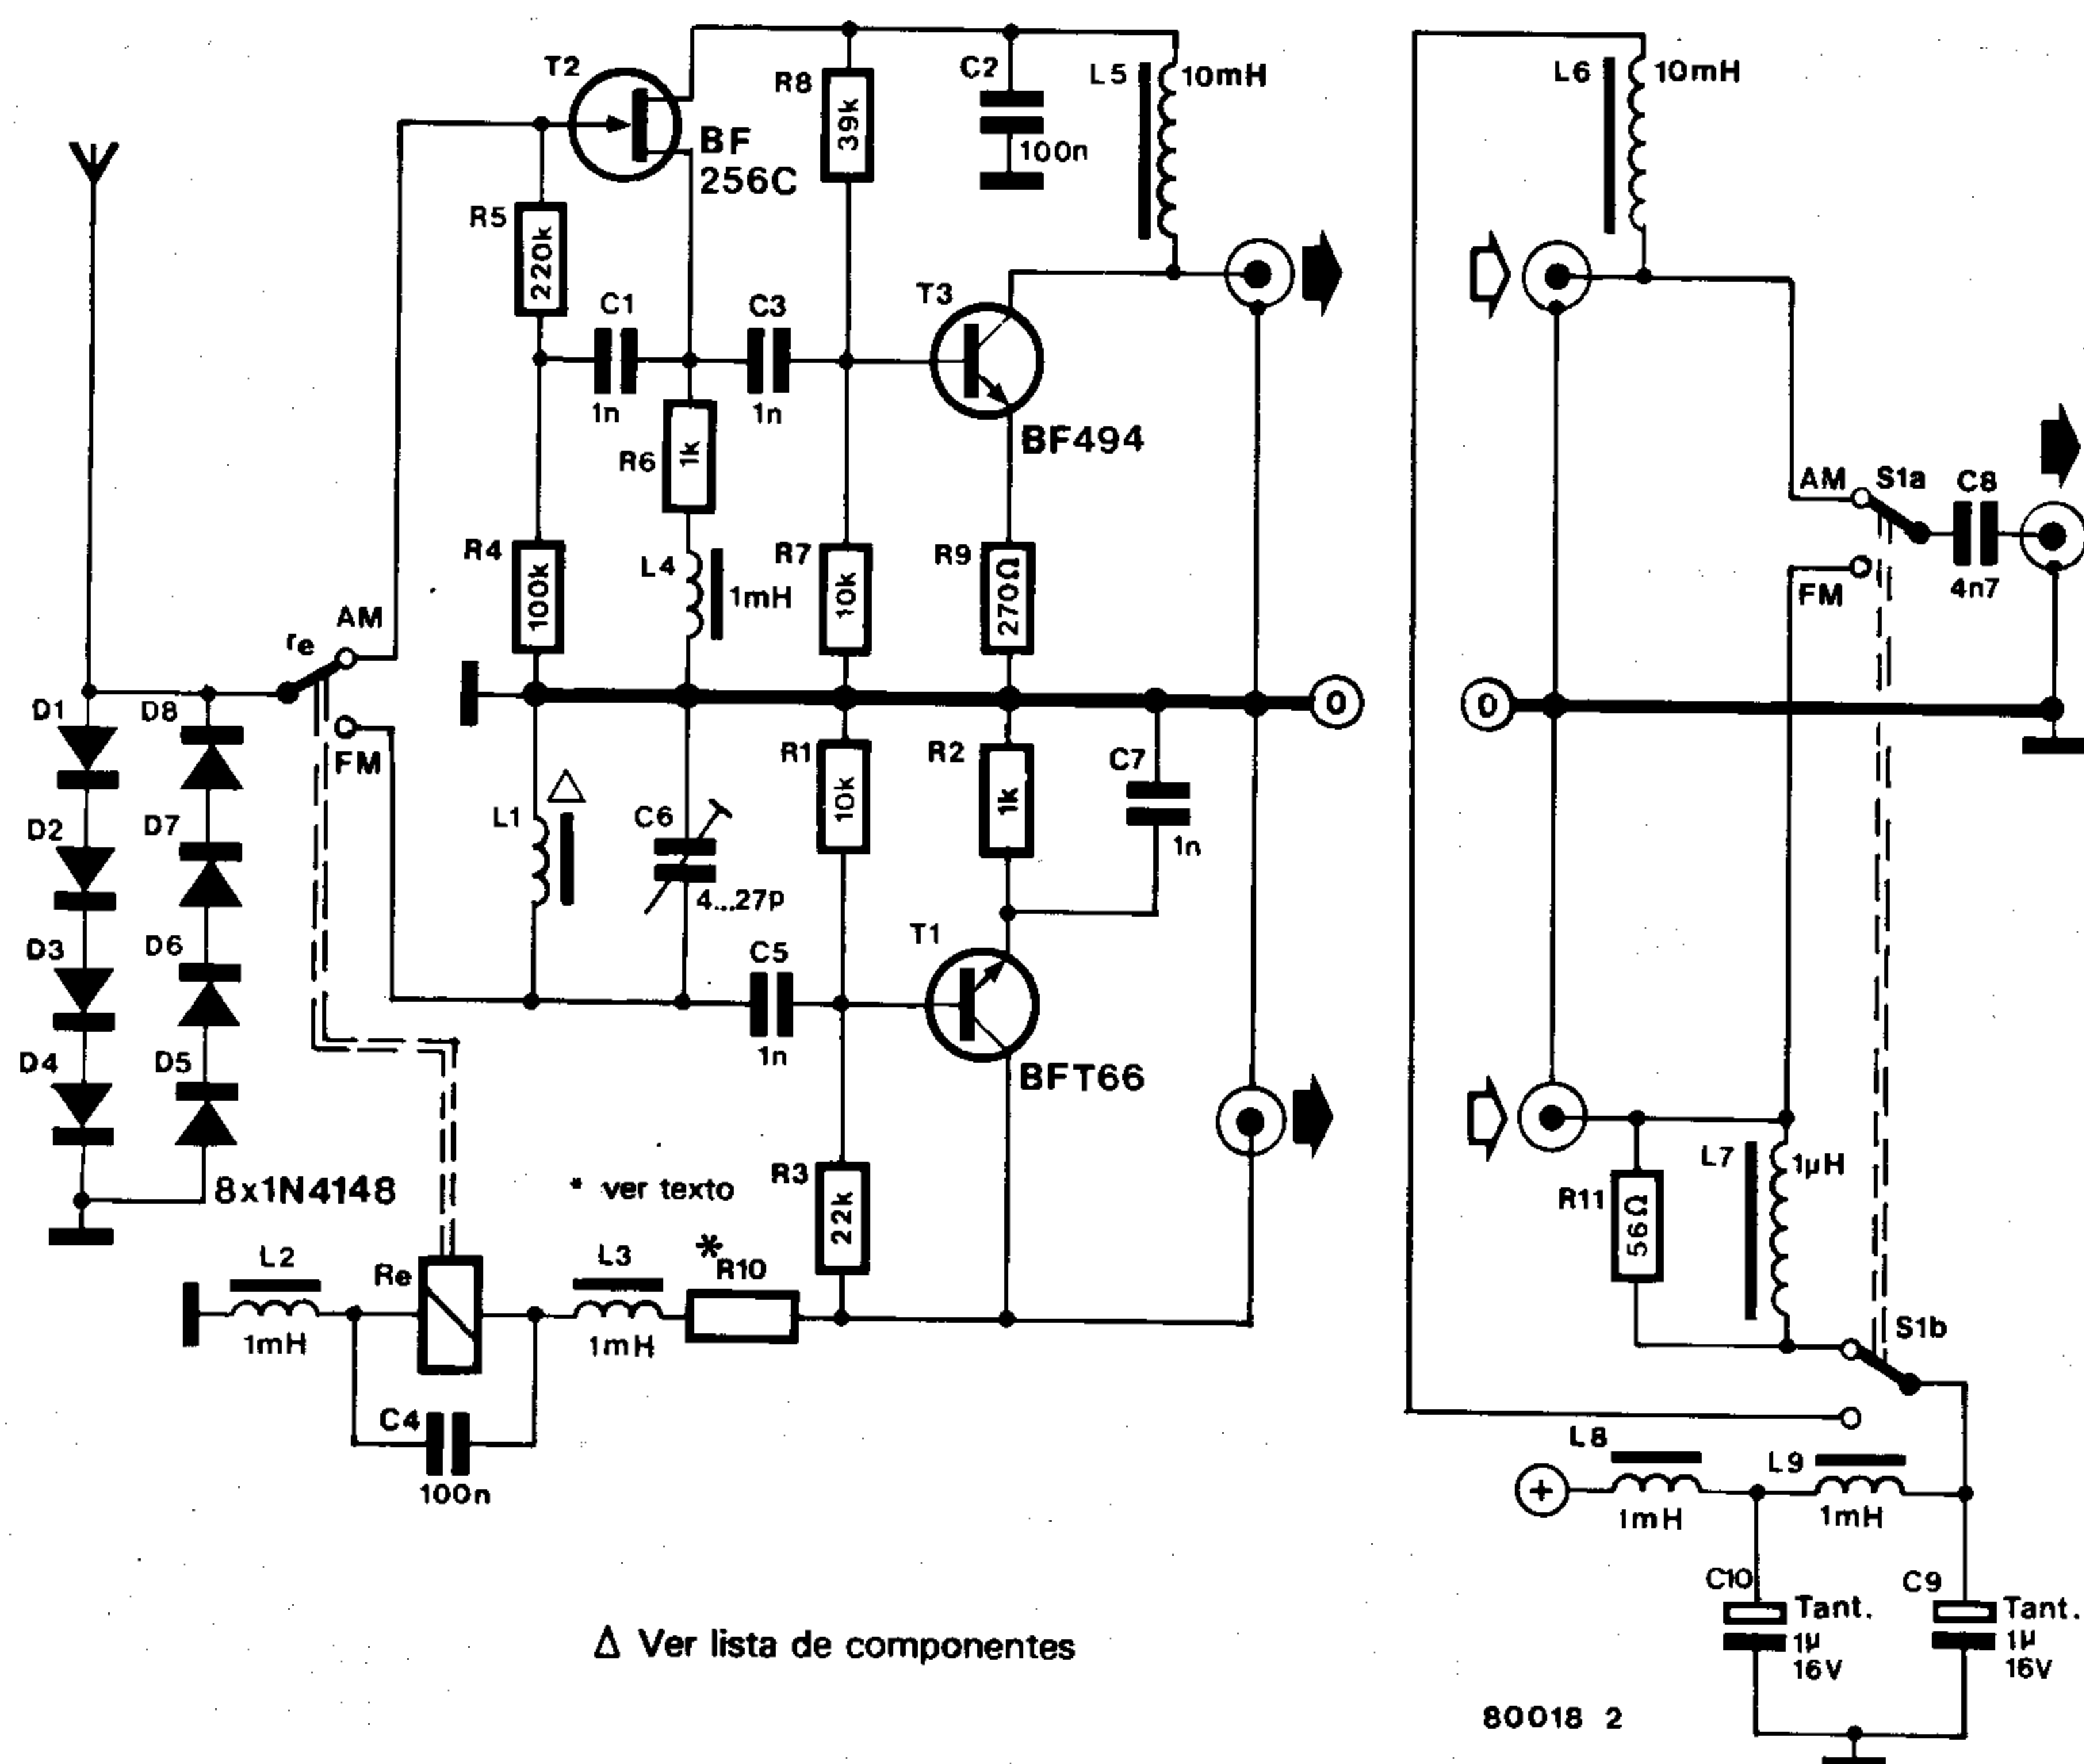 T2
BF
256C
R8
39k
C2
100n
L5
10mH
L6
10mH
R5
220k
C1
1n
C3
1n
T3
BF494
R6
1k
R4
100k
L4
1mH
R7
10k
R9
270Ω
AM
S1a
C8
4n7
FM
re
AM
FM
0
0
D1
D8
D2
D7
D3
D6
D4
D5
8x1N4148
L1
Δ
C6
4...27p
R1
10k
R2
1k
C7
1n
C5
1n
T1
BFT66
R3
22k
* ver texto
L2
1mH
Re
L3
1mH
*
R10
C4
100n
R11
56Ω
L7
1µH
S1b
L8
1mH
L9
1mH
+
C10
Tant.
1µ
16V
C9
Tant.
1µ
16V
Δ Ver lista de componentes
80018 2